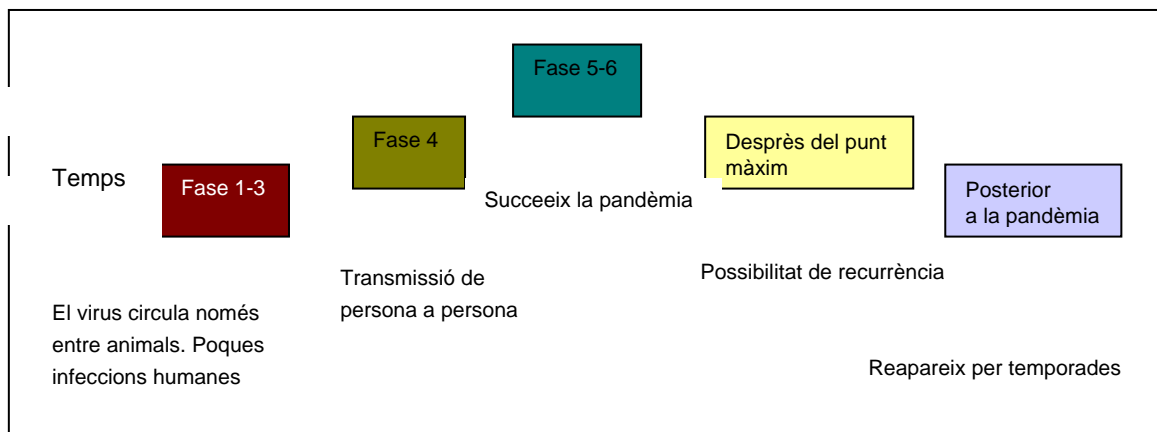 Fase 5-6
Fase 4
Desprès del punt
màxim
Temps
Fase 1-3
Succeeix la pandèmia
Posterior
a la pandèmia
Transmissió de
persona a persona
Possibilitat de recurrència
El virus circula només
entre animals. Poques
infeccions humanes
Reapareix per temporades